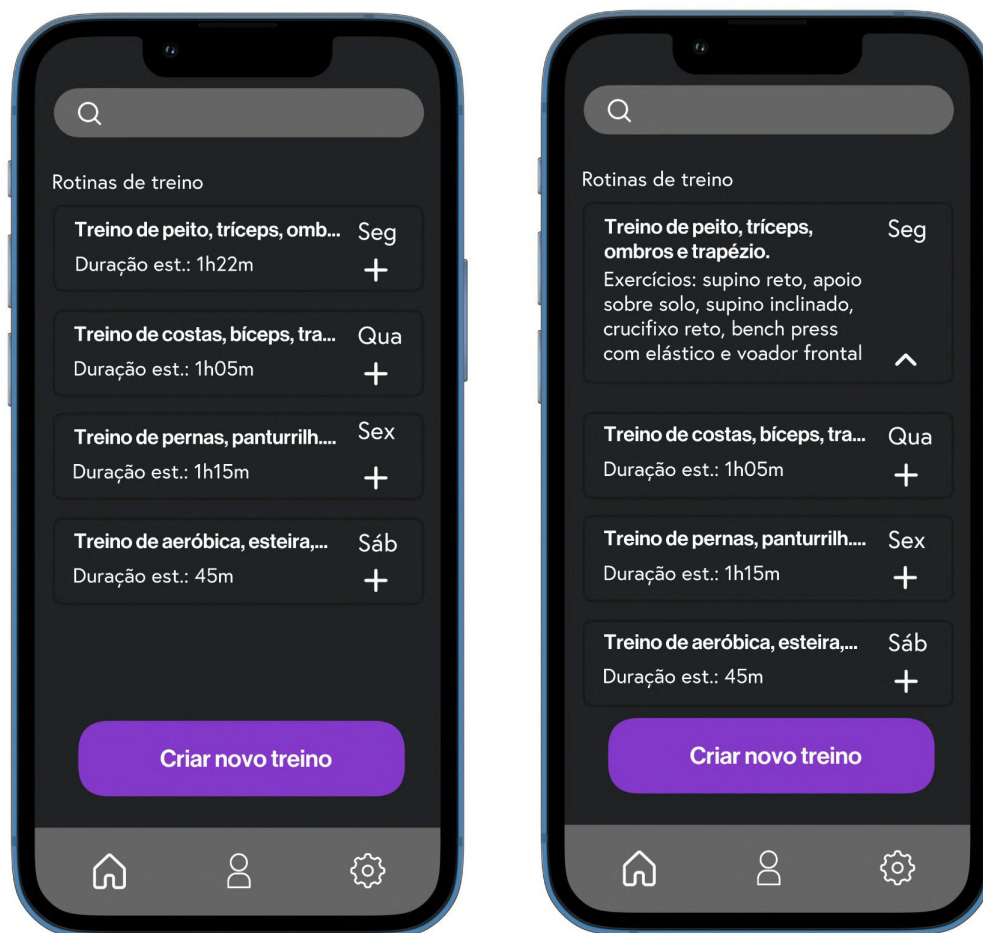 Rotinas de treino
Treino de peito, tríceps, omb... Seg
Duração est.: 1h22m
Treino de costas, bíceps, tra... Qua
Duração est.: 1h05m
Treino de pernas, panturrilh.... Sex
Duração est.: 1h15m
Treino de aeróbica, esteira,... Sáb
Duração est.: 45m
Criar novo treino
Rotinas de treino
Treino de peito, tríceps, Seg
ombros e trapézio.
Exercícios: supino reto, apoio
sobre solo, supino inclinado,
crucifixo reto, bench press
com elástico e voador frontal
Treino de costas, bíceps, tra... Qua
Duração est.: 1h05m
Treino de pernas, panturrilh.... Sex
Duração est.: 1h15m
Treino de aeróbica, esteira,... Sáb
Duração est.: 45m
Criar novo treino